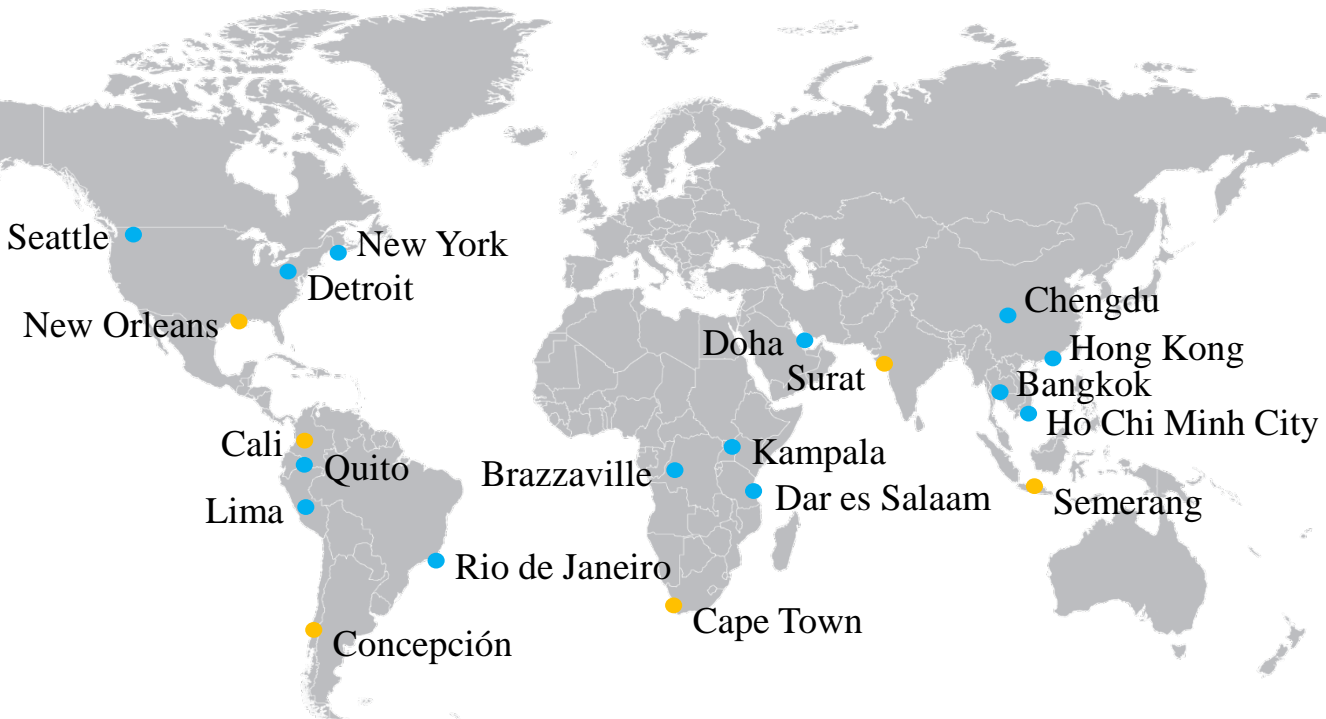 Seattle
New York
Detroit
New Orleans
Chengdu
Doha
Hong Kong
Surat
Bangkok
Ho Chi Minh City
Cali
Quito
Kampala
Brazzaville
Dar es Salaam
Semerang
Lima
Rio de Janeiro
Cape Town
Concepción